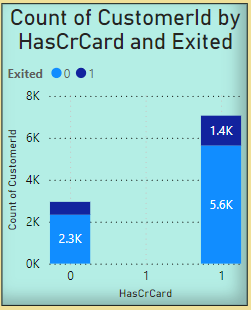 Count of CustomerId by
HasCrCard and Exited
Exited 0 1
8K
6K
4K
2K
0K
Count of CustomerId
2.3K
1.4K
5.6K
0 1 1
HasCrCard